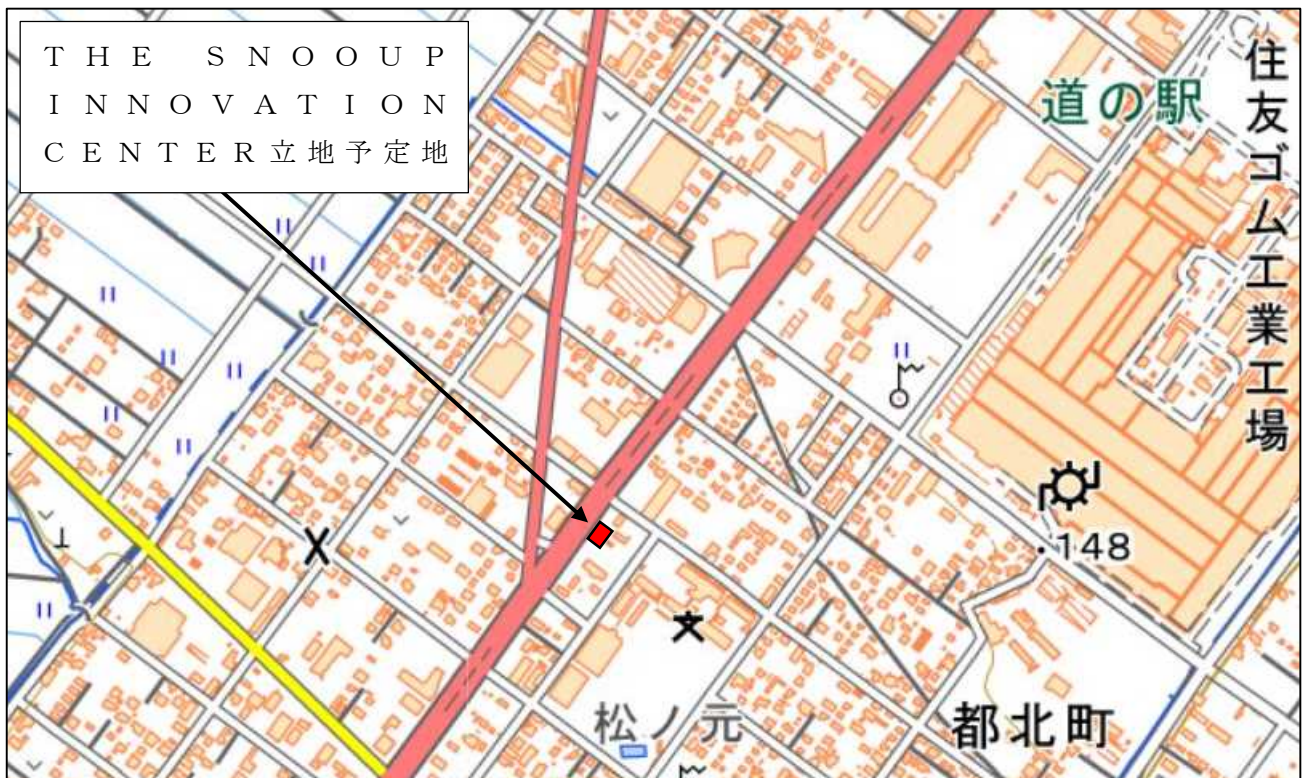 THE SNOOUP
INNOVATION
CENTER立地予定地
道の駅
住友ゴム工業工場
・148
松ノ元
都北町